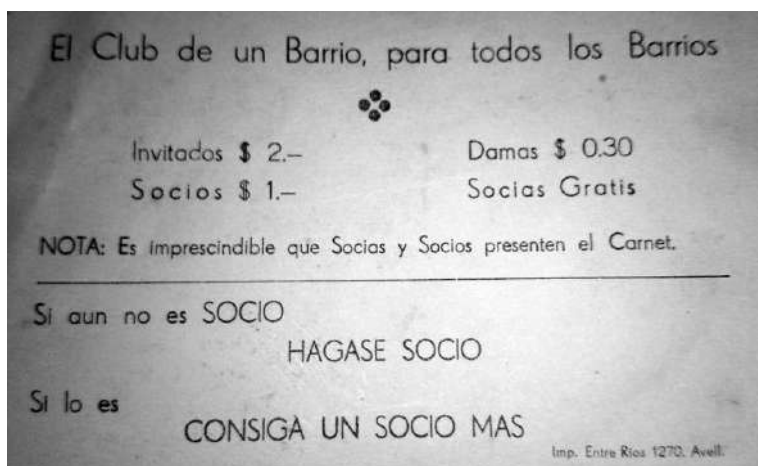 El Club de un Barrio, para todos los Barrios
Invitados $ 2.— Damas $ 0.30
Socios $ 1.— Socias Gratis
NOTA: Es imprescindible que Socias y Socios presenten el Carnet.
Si aun no es SOCIO
HAGASE SOCIO
Si lo es
CONSIGA UN SOCIO MAS
Imp. Entre Rios 1270. Avell.